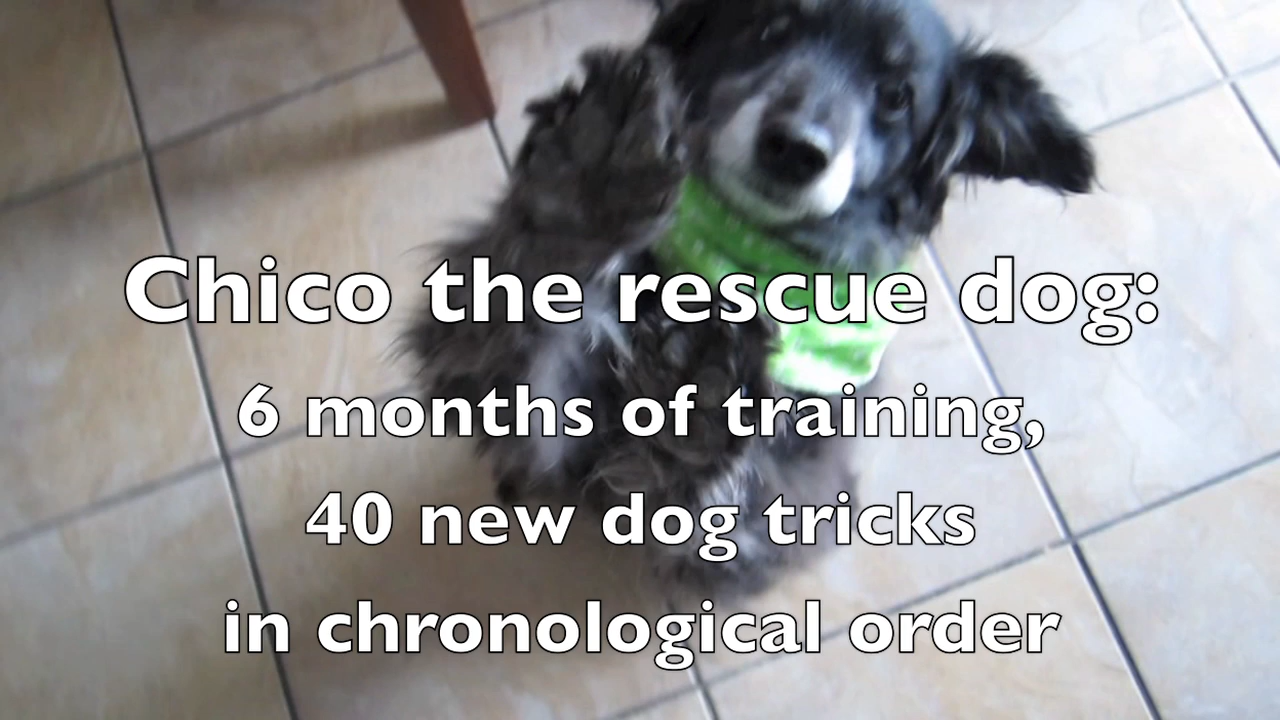 Chico the rescue dog:
6 months of training,
40 new dog tricks
in chronological order